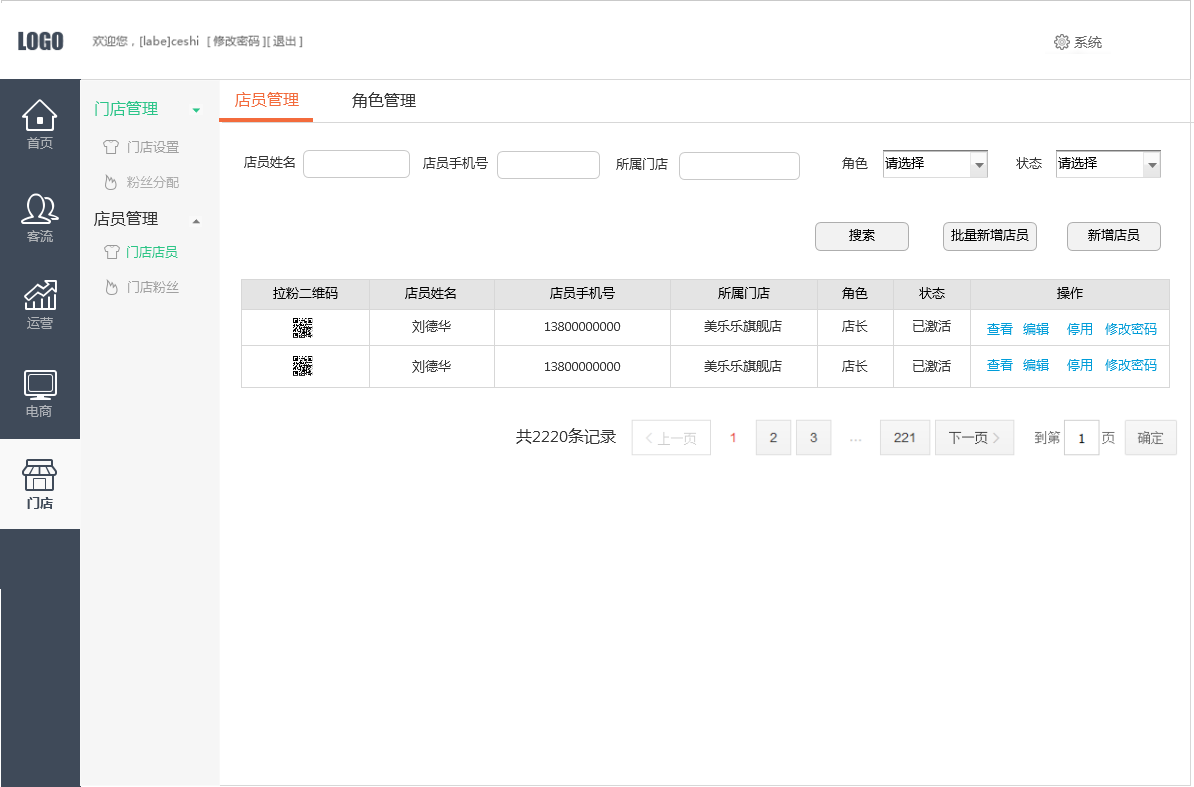 LOGO 欢迎您，[labe]ceshi [ 修改密码 ][ 退出 ] 系统
首页
客流
运营
电商
门店
门店管理
门店设置
粉丝分配
店员管理
门店店员
门店粉丝
店员管理 角色管理
店员姓名 店员手机号 所属门店 角色 请选择 状态 请选择
搜索 批量新增店员 新增店员
拉粉二维码 店员姓名 店员手机号 所属门店 角色 状态 操作
刘德华 13800000000 美乐乐旗舰店 店长 已激活 查看 编辑 停用 修改密码
刘德华 13800000000 美乐乐旗舰店 店长 已激活 查看 编辑 停用 修改密码
共2220条记录 上一页 1 2 3 ... 221 下一页 到第 1 页 确定